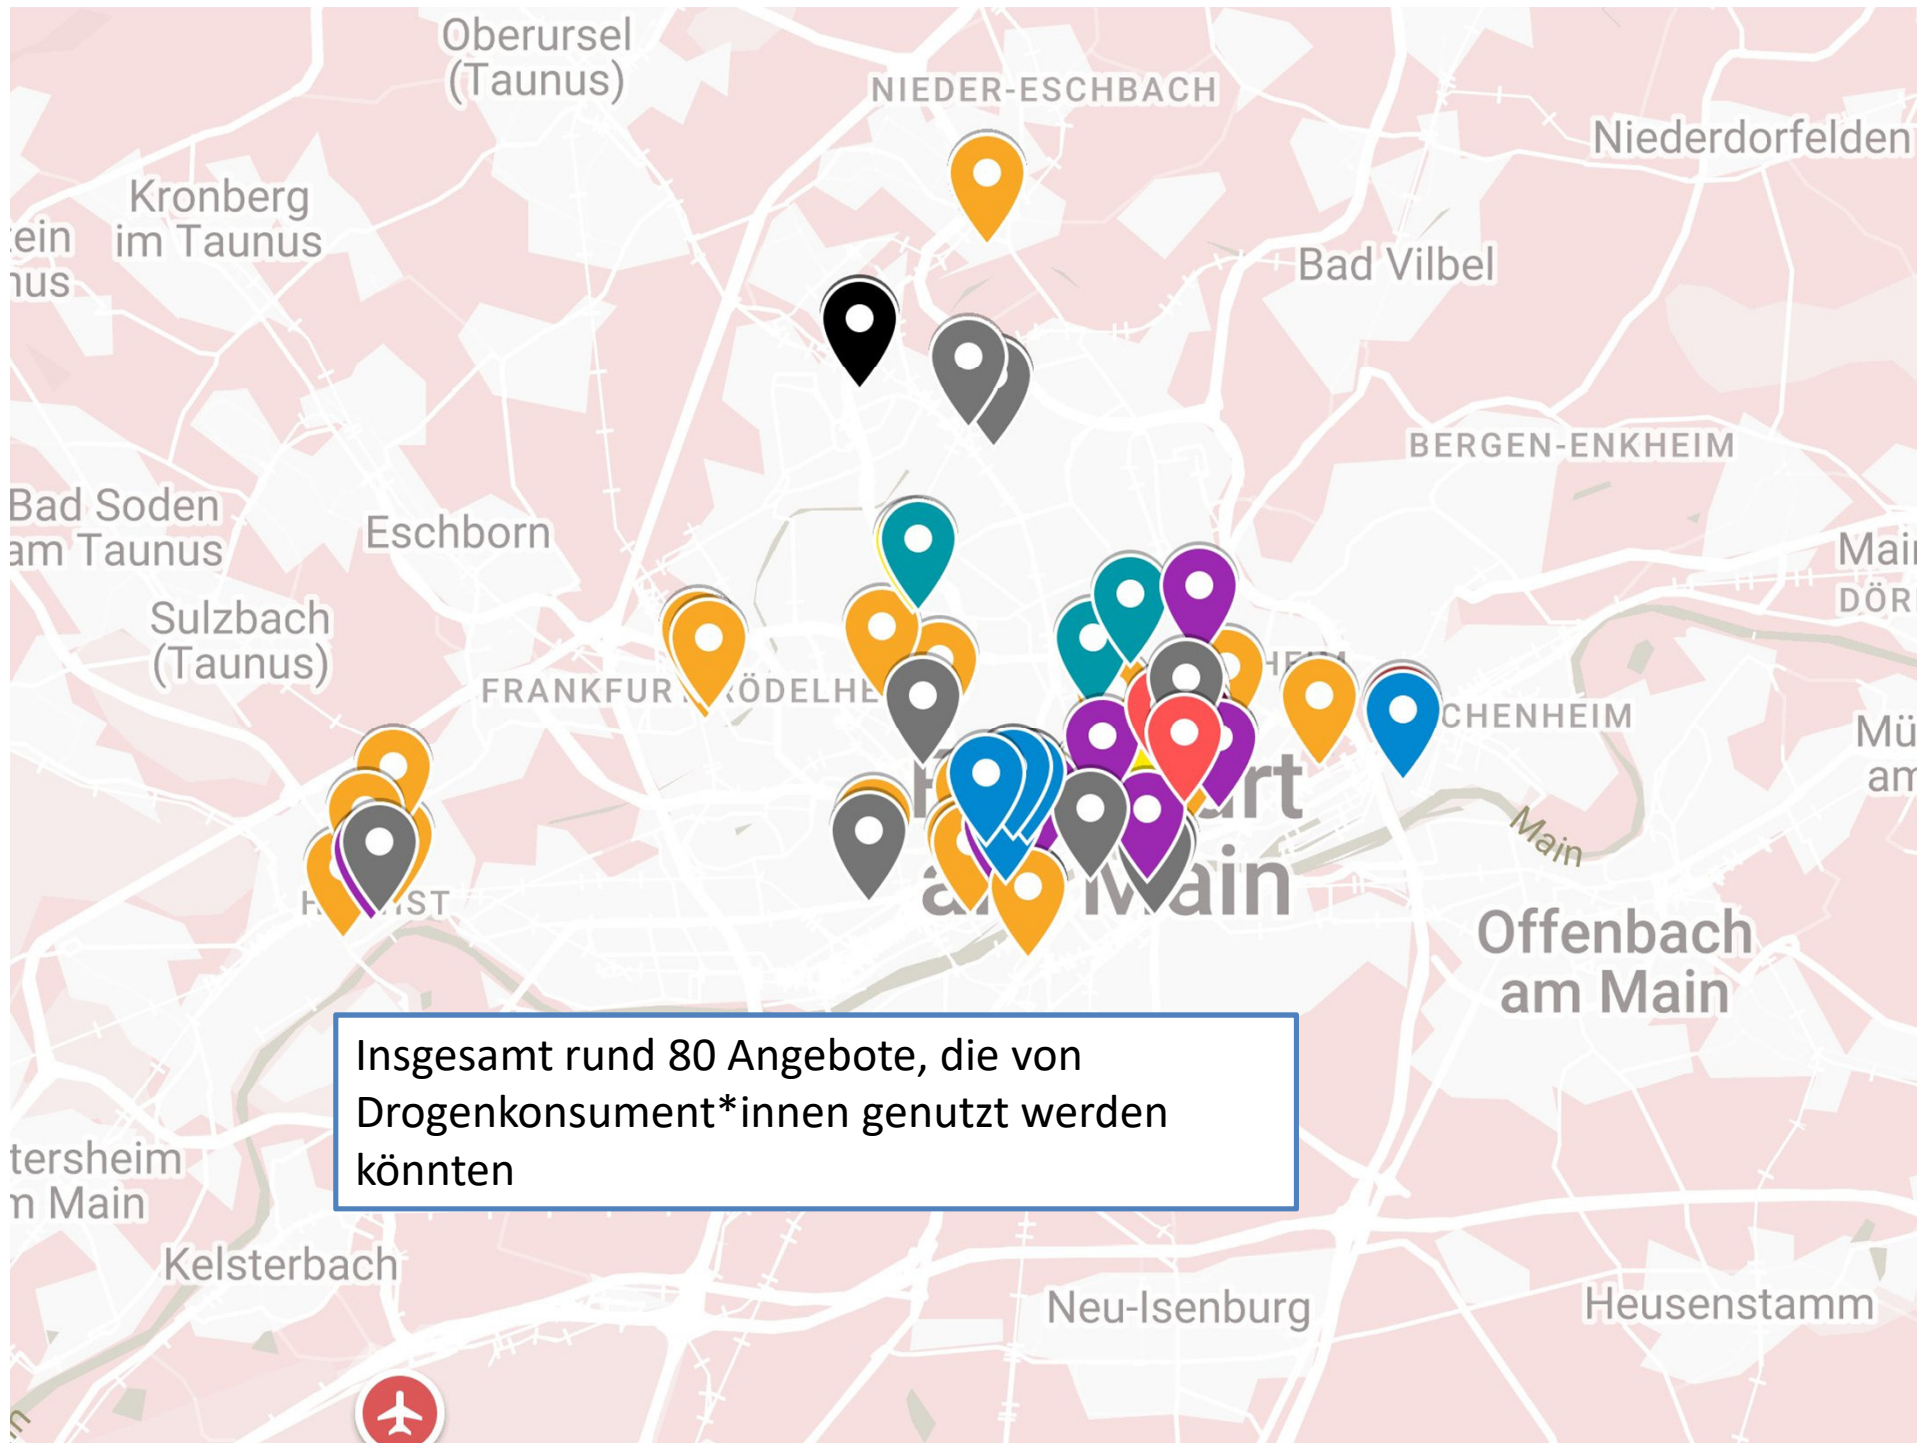 Oberursel
(Taunus)
NIEDER-ESCHBACH
Niederdorfelden
Kronberg
im Taunus
Bad Vilbel
BERGEN-ENKHEIM
Bad Soden
am Taunus
Eschborn
Sulzbach
(Taunus)
Offenbach
am Main
Main
Insgesamt rund 80 Angebote, die von
Drogenkonsument*innen genutzt werden
könnten
Kelsterbach
Neu-Isenburg
Heusenstamm